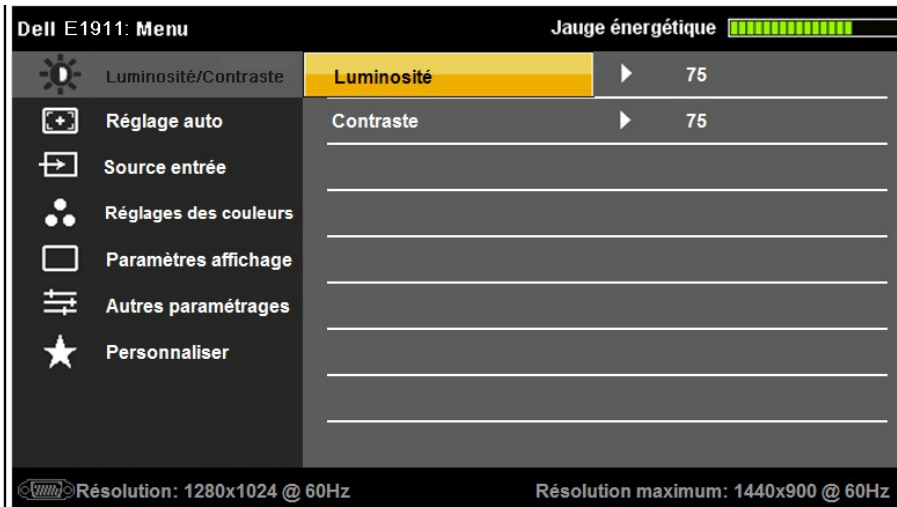 Dell E1911: Menu Jauge énergétique
Luminosité/Contraste Luminosité 75
Réglage auto Contraste 75
Source entrée
Réglages des couleurs
Paramètres affichage
Autres paramétrages
Personnaliser
Résolution: 1280x1024 @ 60Hz Résolution maximum: 1440x900 @ 60Hz